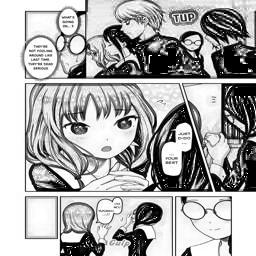 WHAT'S
GOING
ON...?
THEY'RE
NOT FOOLING
AROUND LIKE
LAST TIME.
THEY'RE DEAD
SERIOUS
TUP
JUST
D-DO
YOUR
BEST
Gulp